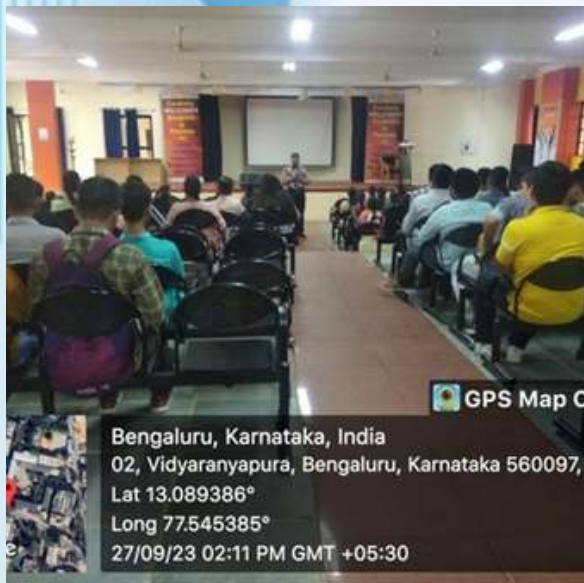 GPS Map C
Bengaluru, Karnataka, India
02, Vidyaranyapura, Bengaluru, Karnataka 560097,
Lat 13.089386°
Long 77.545385°
27/09/23 02:11 PM GMT +05:30